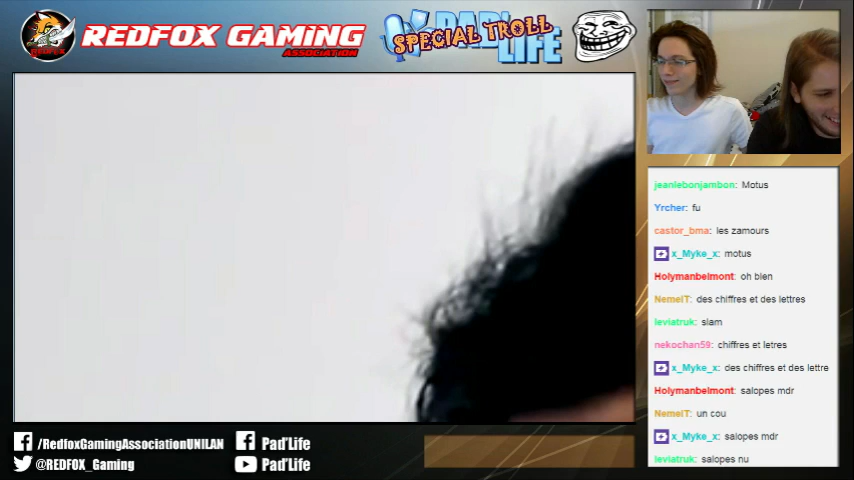 REDFOX GAMING
ASSOCIATION
REDFOX
PAD'
SPECIAL TROLL
LIFE
jeanlebonjambon: Motus
Yrcher: fu
castor_bma: les zamours
x_Myke_x: motus
Holymanbelmont: oh bien
NemeIT: des chiffres et des lettres
leviatruk: slam
nekochan59: chiffres et letres
x_Myke_x: des chiffres et des lettre
Holymanbelmont: salopes mdr
NemeIT: un cou
x_Myke_x: salopes mdr
leviatruk: salopes nu
/RedfoxGamingAssociationUNILAN
Pad'Life
@REDFOX_Gaming
Pad'Life